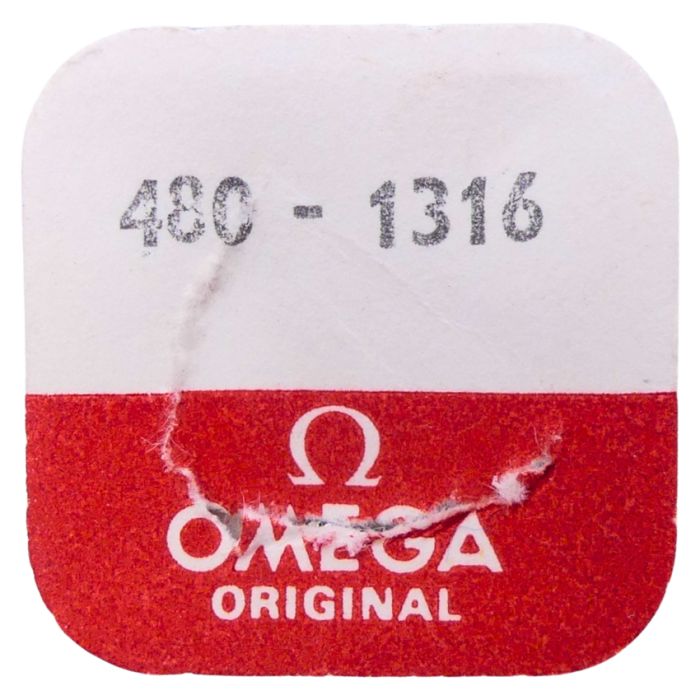 480 - 1316
Ω
OMEGA
ORIGINAL